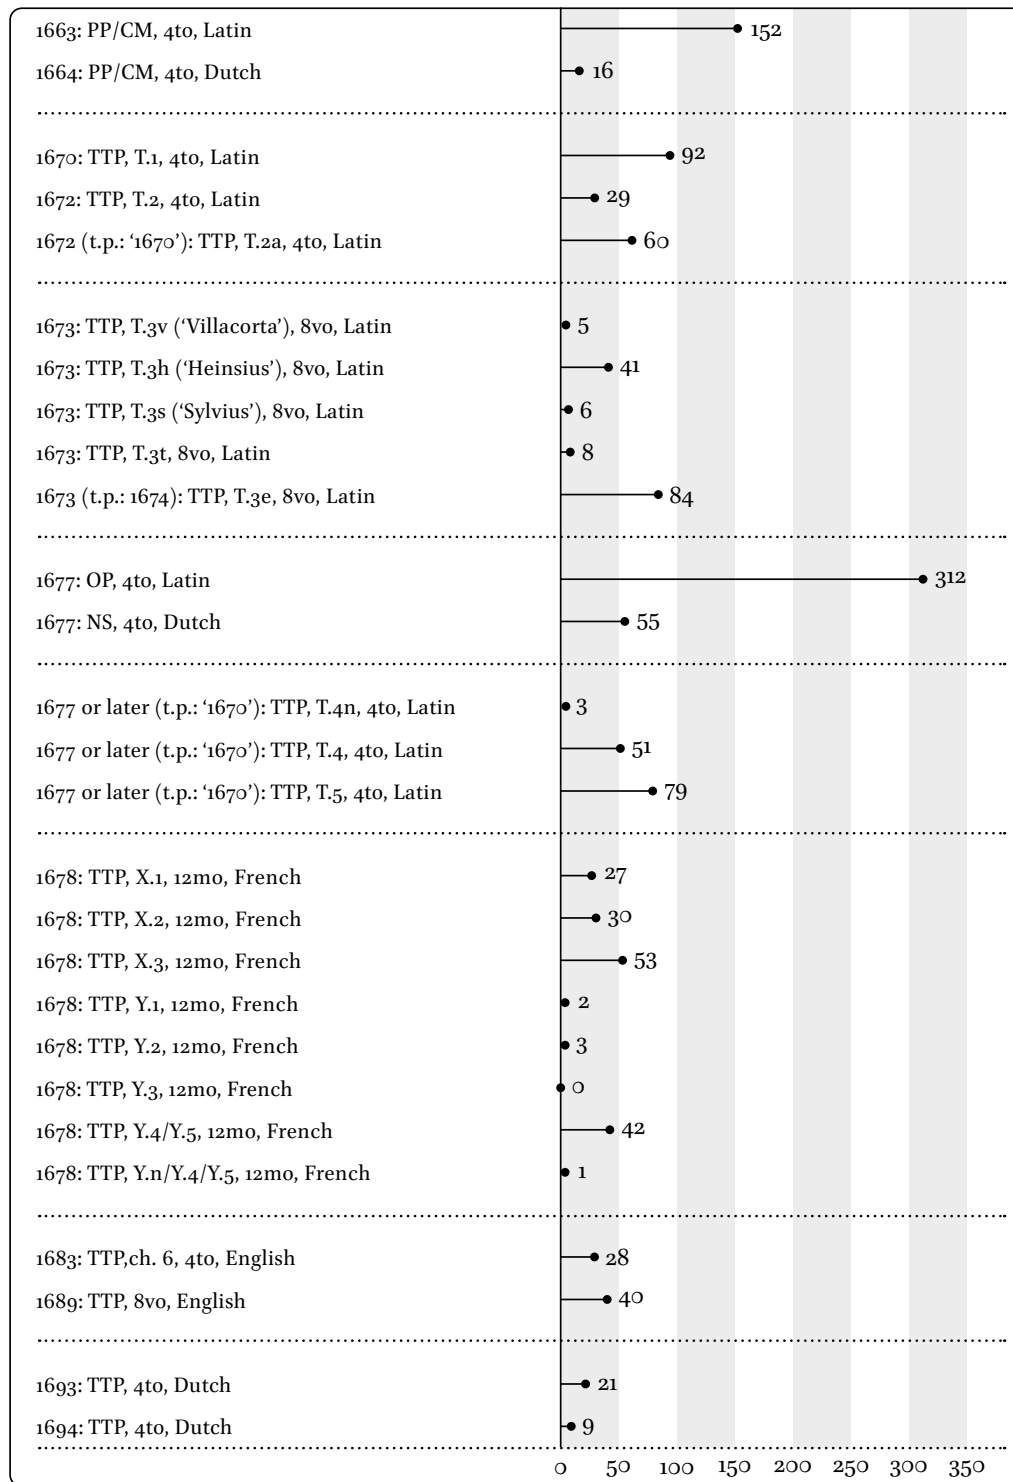 1663: PP/CM, 4to, Latin 152
1664: PP/CM, 4to, Dutch 16
1670: TTP, T.1, 4to, Latin 92
1672: TTP, T.2, 4to, Latin 29
1672 (t.p.: ‘1670’): TTP, T.2a, 4to, Latin 60
1673: TTP, T.3v (‘Villacorta’), 8vo, Latin 5
1673: TTP, T.3h (‘Heinsius’), 8vo, Latin 41
1673: TTP, T.3s (‘Sylvius’), 8vo, Latin 6
1673: TTP, T.3t, 8vo, Latin 8
1673 (t.p.: 1674): TTP, T.3e, 8vo, Latin 84
1677: OP, 4to, Latin 312
1677: NS, 4to, Dutch 55
1677 or later (t.p.: ‘1670’): TTP, T.4n, 4to, Latin 3
1677 or later (t.p.: ‘1670’): TTP, T.4, 4to, Latin 51
1677 or later (t.p.: ‘1670’): TTP, T.5, 4to, Latin 79
1678: TTP, X.1, 12mo, French 27
1678: TTP, X.2, 12mo, French 30
1678: TTP, X.3, 12mo, French 53
1678: TTP, Y.1, 12mo, French 2
1678: TTP, Y.2, 12mo, French 3
1678: TTP, Y.3, 12mo, French 0
1678: TTP, Y.4/Y.5, 12mo, French 42
1678: TTP, Y.n/Y.4/Y.5, 12mo, French 1
1683: TTP,ch. 6, 4to, English 28
1689: TTP, 8vo, English 40
1693: TTP, 4to, Dutch 21
1694: TTP, 4to, Dutch 9
0 50 100 150 200 250 300 350